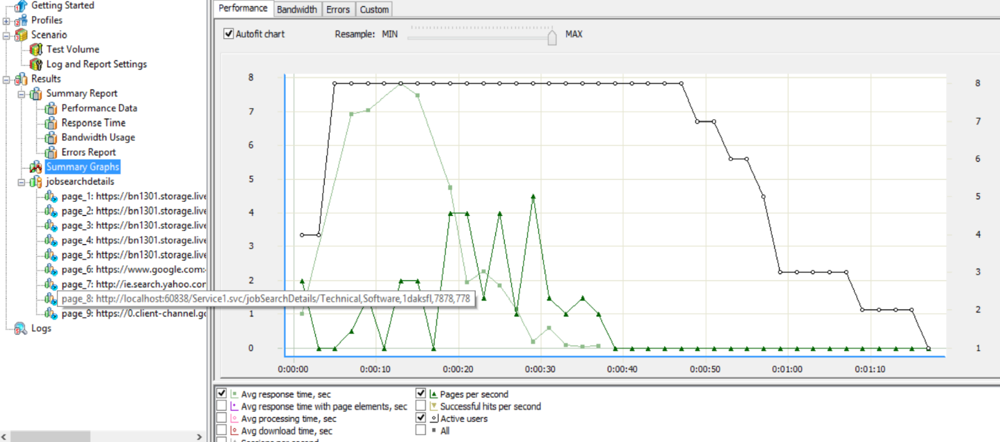 Getting Started
Profiles
Scenario
Test Volume
Log and Report Settings
Results
Summary Report
Performance Data
Response Time
Bandwidth Usage
Errors Report
Summary Graphs
jobsearchdetails
page_1: https://bn1301.storage.live
page_2: https://bn1301.storage.live
page_3: https://bn1301.storage.live
page_4: https://bn1301.storage.live
page_5: https://bn1301.storage.live
page_6: https://www.google.com:
page_7: http://ie.search.yahoo.cor
page_8: http://localhost:60838/Service1.svc/jobSearchDetails/Technical,Software,1daksfl,7878,778
page_9: https://0.client-channel.go
Logs
Performance Bandwidth Errors Custom
Autofit chart Resample: MIN MAX
8 8
7 7
6 6
5 5
4 4
3 3
2 2
1
0 1
0:00:00 0:00:10 0:00:20 0:00:30 0:00:40 0:00:50 0:01:00 0:01:10
Avg response time, sec Pages per second
Avg response time with page elements, sec Successful hits per second
Avg processing time, sec Active users
Avg download time, sec All